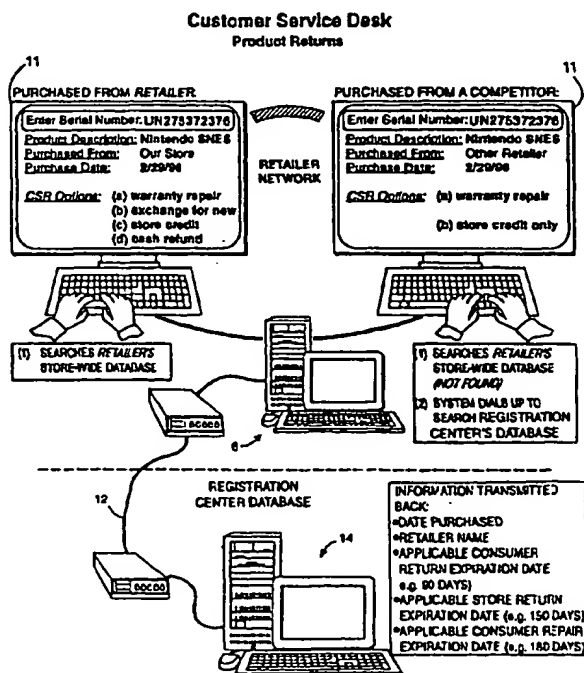 Customer Service Desk
Product Returns
11
11
PURCHASED FROM RETAILER
PURCHASED FROM A COMPETITOR:
Enter Serial Number: UN275372376
Product Description: Nintendo SNES
Purchased From: Our Store
Purchase Date: 2/29/96
CSR Options: (a) warranty repair
(b) exchange for new
(c) store credit
(d) cash refund
RETAILER
NETWORK
Enter Serial Number: UN275372376
Product Description: Nintendo SNES
Purchased From: Other Retailer
Purchase Date: 2/29/96
CSR Options: (a) warranty repair
(b) store credit only
(1) SEARCHES RETAILER'S
STORE-WIDE DATABASE
(1) SEARCHES RETAILER'S
STORE-WIDE DATABASE
(NOT FOUND)
(2) SYSTEM DIALS UP TO
SEARCH REGISTRATION
CENTER'S DATABASE
6
12
REGISTRATION
CENTER DATABASE
14
INFORMATION TRANSMITTED
BACK:
•DATE PURCHASED
•RETAILER NAME
•APPLICABLE CONSUMER
RETURN EXPIRATION DATE
e.g. 90 DAYS)
•APPLICABLE STORE RETURN
EXPIRATION DATE (e.g. 150 DAYS)
•APPLICABLE CONSUMER REPAIR
EXPIRATION DATE (e.g. 180 DAYS)